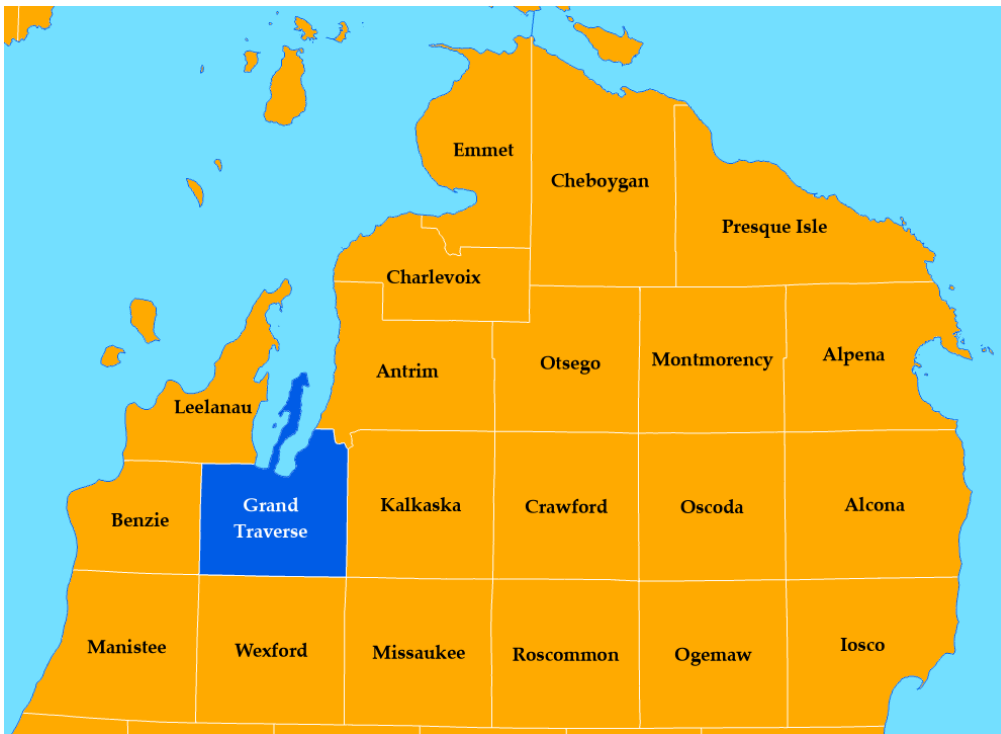 Emmet
Cheboygan
Presque Isle
Charlevoix
Antrim
Otsego
Montmorency
Alpena
Leelanau
Benzie
Grand
Traverse
Kalkaska
Crawford
Oscoda
Alcona
Manistee
Wexford
Missaukee
Roscommon
Ogemaw
Iosco